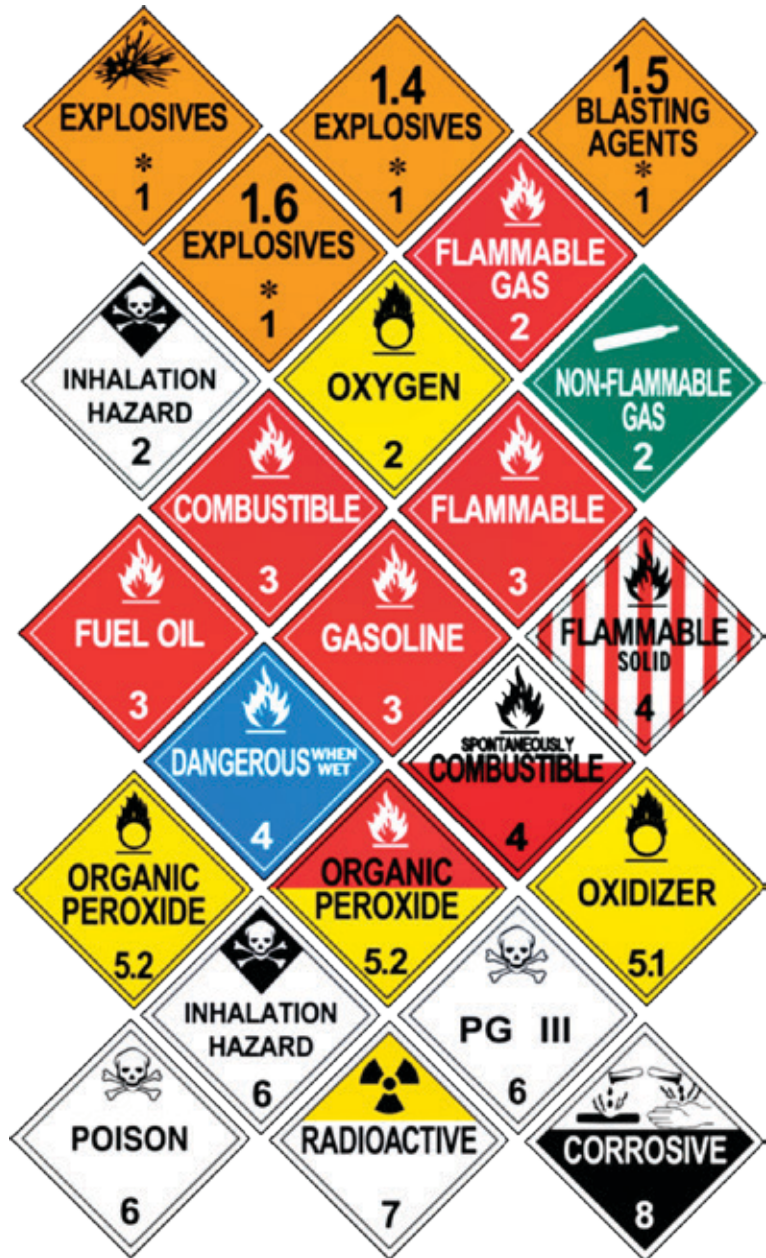 EXPLOSIVES
*
1
1.4
EXPLOSIVES
*
1
1.5
BLASTING
AGENTS
*
1
1.6
EXPLOSIVES
*
1
FLAMMABLE
GAS
2
INHALATION
HAZARD
2
OXYGEN
2
NON-FLAMMABLE
GAS
2
COMBUSTIBLE
3
FLAMMABLE
3
FUEL OIL
3
GASOLINE
3
FLAMMABLE
SOLID
4
DANGEROUS WHEN WET
4
SPONTANEOUSLY
COMBUSTIBLE
4
ORGANIC
PEROXIDE
5.2
ORGANIC
PEROXIDE
5.2
OXIDIZER
5.1
INHALATION
HAZARD
6
PG III
6
POISON
6
RADIOACTIVE
7
CORROSIVE
8